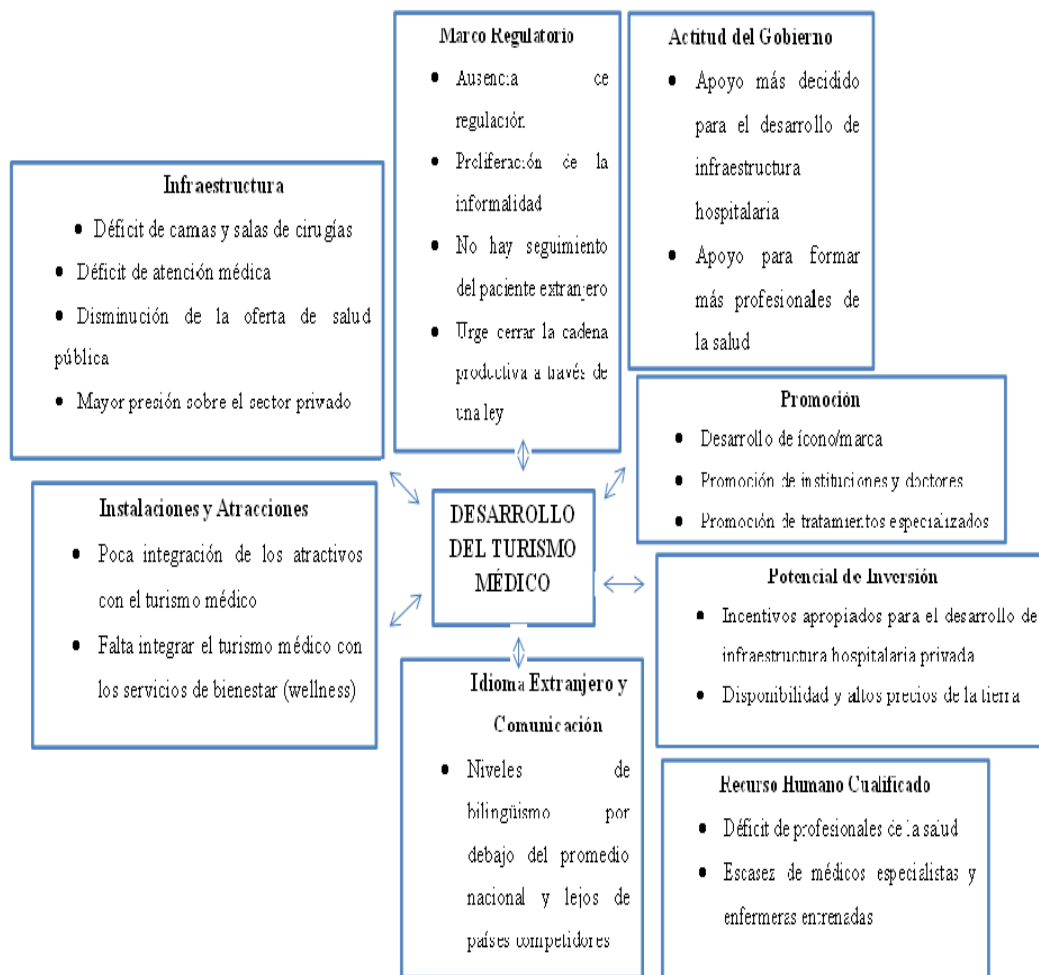 Marco Regulatorio
• Ausencia de
regulación.
• Proliferación de la
informalidad
• No hay seguimiento
del paciente extranjero
• Urge cerrar la cadena
productiva a través de
una ley
Actitud del Gobierno
• Apoyo más decidido
para el desarrollo de
infraestructura
hospitalaria
• Apoyo para formar
más profesionales de
la salud
Infraestructura
• Déficit de camas y salas de cirugías
• Déficit de atención médica
• Disminución de la oferta de salud
pública
• Mayor presión sobre el sector privado
Promoción
• Desarrollo de ícono/marca
• Promoción de instituciones y doctores
• Promoción de tratamientos especializados
Instalaciones y Atracciones
• Poca integración de los atractivos
con el turismo médico
• Falta integrar el turismo médico con
los servicios de bienestar (wellness)
DESARROLLO
DEL TURISMO
MÉDICO
Potencial de Inversión
• Incentivos apropiados para el desarrollo de
infraestructura hospitalaria privada
• Disponibilidad y altos precios de la tierra
Idioma Extranjero y
Comunicación
• Niveles de
bilingüismo por
debajo del promedio
nacional y lejos de
países competidores
Recurso Humano Cualificado
• Déficit de profesionales de la salud
• Escasez de médicos especialistas y
enfermeras entrenadas